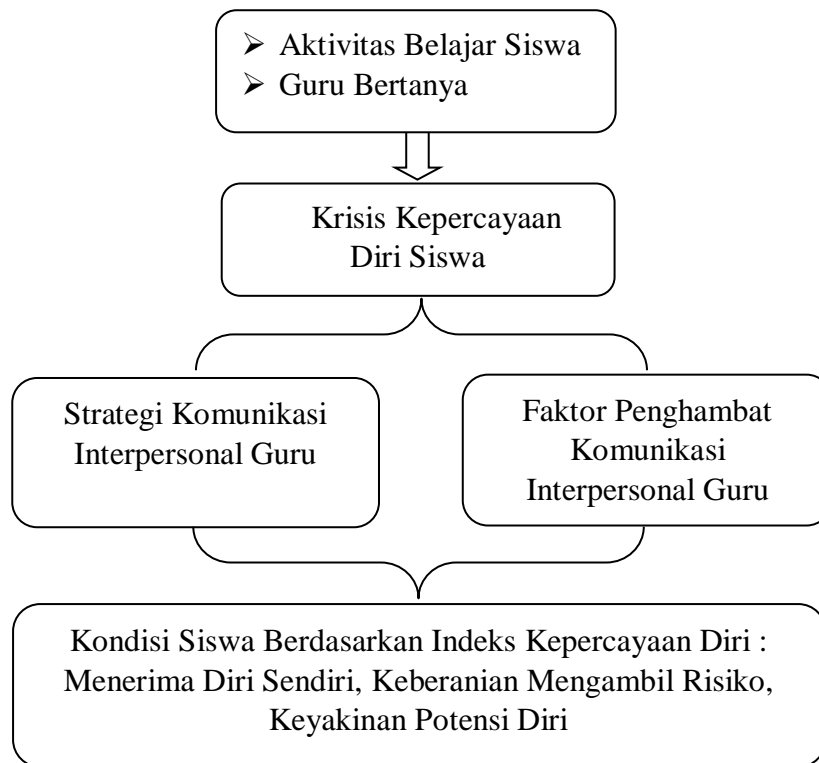 ➢ Aktivitas Belajar Siswa
➢ Guru Bertanya
Krisis Kepercayaan
Diri Siswa
Strategi Komunikasi
Interpersonal Guru
Faktor Penghambat
Komunikasi
Interpersonal Guru
Kondisi Siswa Berdasarkan Indeks Kepercayaan Diri :
Menerima Diri Sendiri, Keberanian Mengambil Risiko,
Keyakinan Potensi Diri